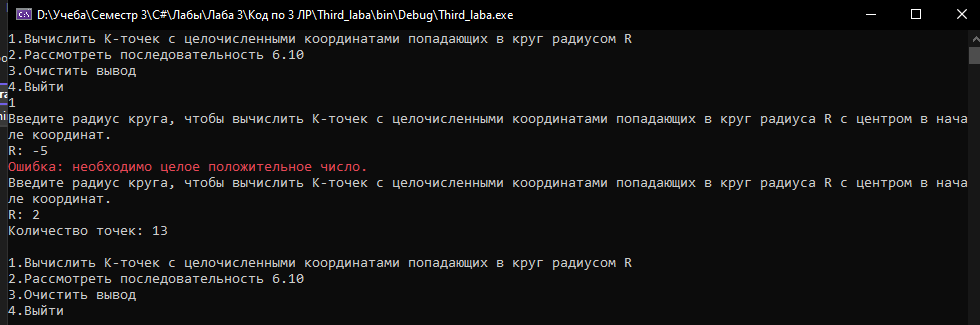 D:\Учеба\Семестр 3\C#\Лабы\Лаба 3\Код по 3 ЛР\Third_laba\bin\Debug\Third_laba.exe
1.Вычислить К-точек с целочисленными координатами попадающих в круг радиусом R
2.Рассмотреть последовательность 6.10
3.Очистить вывод
4.Выйти
1
Введите радиус круга, чтобы вычислить К-точек с целочисленными координатами попадающих в круг радиуса R с центром в нача
ле координат.
R: -5
Ошибка: необходимо целое положительное число.
Введите радиус круга, чтобы вычислить К-точек с целочисленными координатами попадающих в круг радиуса R с центром в нача
ле координат.
R: 2
Количество точек: 13
1.Вычислить К-точек с целочисленными координатами попадающих в круг радиусом R
2.Рассмотреть последовательность 6.10
3.Очистить вывод
4.Выйти